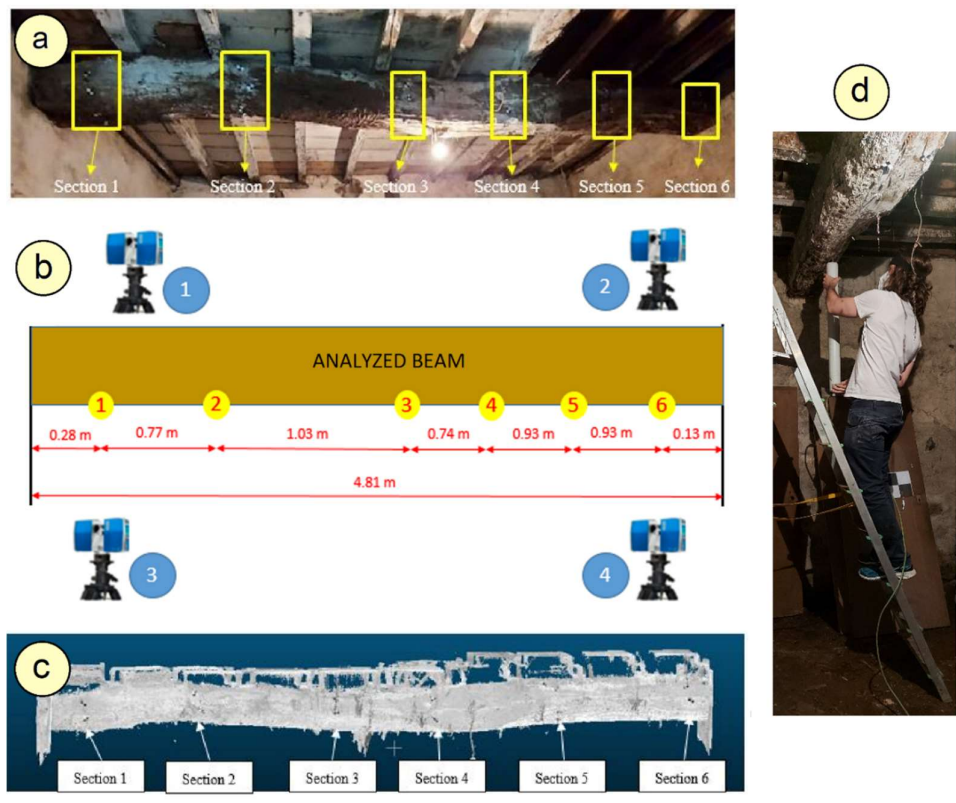 a
Section 1
Section 2
Section 3
Section 4
Section 5
Section 6
d
b
1
2
ANALYZED BEAM
1
2
3
4
5
6
0.28 m
0.77 m
1.03 m
0.74 m
0.93 m
0.93 m
0.13 m
4.81 m
3
4
c
Section 1
Section 2
Section 3
Section 4
Section 5
Section 6